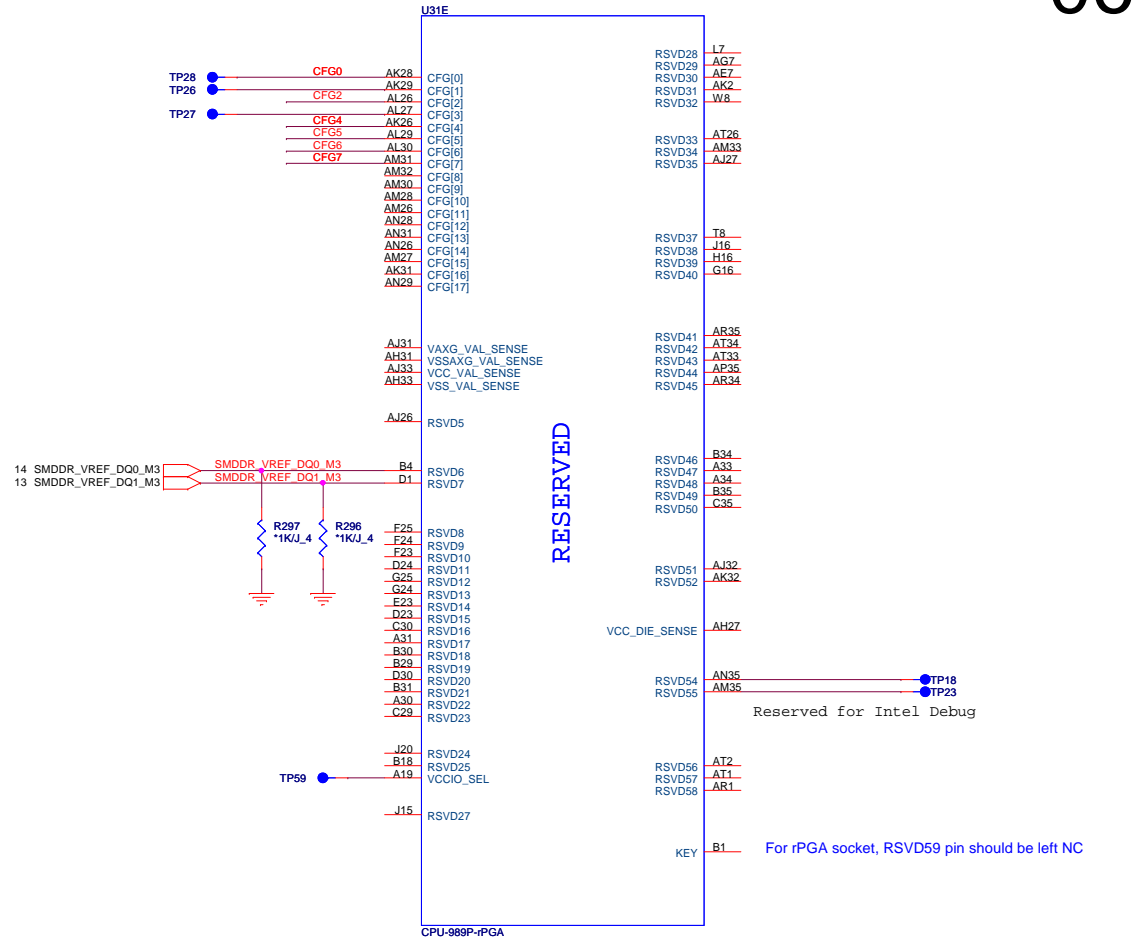 U31E
TP28 CFG0 AK28 CFG[0]
TP26 AK29 CFG[1]
CFG2 AL26 CFG[2]
TP27 AL27 CFG[3]
CFG4 AK26 CFG[4]
CFG5 AL29 CFG[5]
CFG6 AL30 CFG[6]
CFG7 AM31 CFG[7]
AM32 CFG[8]
AM30 CFG[9]
AM28 CFG[10]
AM26 CFG[11]
AN28 CFG[12]
AN31 CFG[13]
AN26 CFG[14]
AM27 CFG[15]
AK31 CFG[16]
AN29 CFG[17]
AJ31 VAXG_VAL_SENSE
AH31 VSSAXG_VAL_SENSE
AJ33 VCC_VAL_SENSE
AH33 VSS_VAL_SENSE
AJ26 RSVD5
14 SMDDR_VREF_DQ0_M3 SMDDR_VREF_DQ0_M3 B4 RSVD6
13 SMDDR_VREF_DQ1_M3 SMDDR_VREF_DQ1_M3 D1 RSVD7
R297
*1K/J_4
R296
*1K/J_4
F25 RSVD8
F24 RSVD9
F23 RSVD10
D24 RSVD11
G25 RSVD12
G24 RSVD13
E23 RSVD14
D23 RSVD15
C30 RSVD16
A31 RSVD17
B30 RSVD18
B29 RSVD19
D30 RSVD20
B31 RSVD21
A30 RSVD22
C29 RSVD23
J20 RSVD24
B18 RSVD25
TP59 A19 VCCIO_SEL
J15 RSVD27
RESERVED
RSVD28 L7
RSVD29 AG7
RSVD30 AE7
RSVD31 AK2
RSVD32 W8
RSVD33 AT26
RSVD34 AM33
RSVD35 AJ27
RSVD37 T8
RSVD38 J16
RSVD39 H16
RSVD40 G16
RSVD41 AR35
RSVD42 AT34
RSVD43 AT33
RSVD44 AP35
RSVD45 AR34
RSVD46 B34
RSVD47 A33
RSVD48 A34
RSVD49 B35
RSVD50 C35
RSVD51 AJ32
RSVD52 AK32
VCC_DIE_SENSE AH27
RSVD54 AN35 TP18
RSVD55 AM35 TP23
Reserved for Intel Debug
RSVD56 AT2
RSVD57 AT1
RSVD58 AR1
KEY B1 For rPGA socket, RSVD59 pin should be left NC
CPU-989P-rPGA